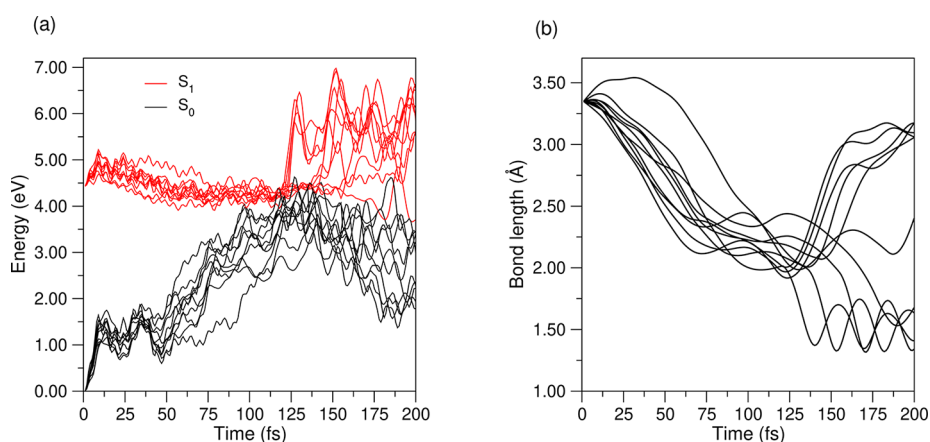 (a)
7.00
6.00
5.00
4.00
3.00
2.00
1.00
0.00
Energy (eV)
S1
S0
0 25 50 75 100 125 150 175 200
Time (fs)
(b)
3.50
3.00
2.50
2.00
1.50
1.00
Bond length (Å)
0 25 50 75 100 125 150 175 200
Time (fs)